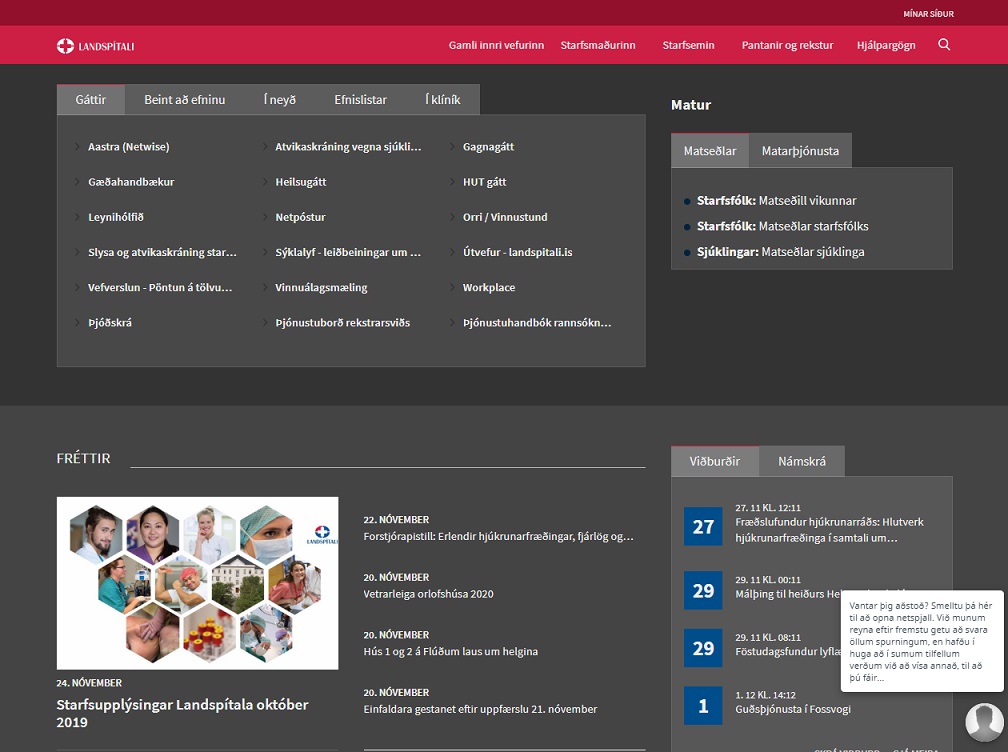 MÍNAR SÍÐUR
LANDSPÍTALI
Gamli innri vefurinn Starfsmaðurinn Starfsemin Pantanir og rekstur Hjálpargögn
Gáttir Beint að efninu Í neyð Efnislistar Í klíník
Aastra (Netwise) Atvikaskráning vegna sjúkli... Gagnagátt
Gæðahandbækur Heilsugátt HUT gátt
Leynihólfið Netpóstur Orri / Vinnustund
Slysa og atvikaskráning star... Sýklalyf - leiðbeiningar um ... Útvefur - landspitali.is
Vefverslun - Pöntun á tölvu... Vinnuálagsmæling Workplace
Þjóðskrá Þjónustuborð rekstrarsviðs Þjónustuhandbók rannsókn...
Matur
Matseðlar Matarþjónusta
Starfsfólk: Matseðill vikunnar
Starfsfólk: Matseðlar starfsfólks
Sjúklingar: Matseðlar sjúklinga
FRÉTTIR
LANDSPÍTALI
24. NÓVEMBER
Starfsupplýsingar Landspítala október
2019
22. NÓVEMBER
Forstjórapistill: Erlendir hjúkrunarfræðingar, fjárlög og...
20. NÓVEMBER
Vetrarleiga orlofshúsa 2020
20. NÓVEMBER
Hús 1 og 2 á Flúðum laus um helgina
20. NÓVEMBER
Einfaldara gestanet eftir uppfærslu 21. nóvember
Viðburðir Námskrá
27
27. 11 KL. 12:11
Fræðslufundur hjúkrunarráðs: Hlutverk
hjúkrunarfræðinga í samtali um...
29
29. 11 KL. 00:11
Málþing til heiðurs
29
29. 11 KL. 08:11
Föstudagsfundur
1
1. 12 KL. 14:12
Guðsþjónusta í Fossvogi
Vantar þig aðstoð? Smelltu þá hér
til að opna netspjall. Við munum
reyna eftir fremstu getu að svara
öllum spurningum, en hafðu í
huga að í sumum tilfellum
verðum við að vísa annað, til að
þú fáir...